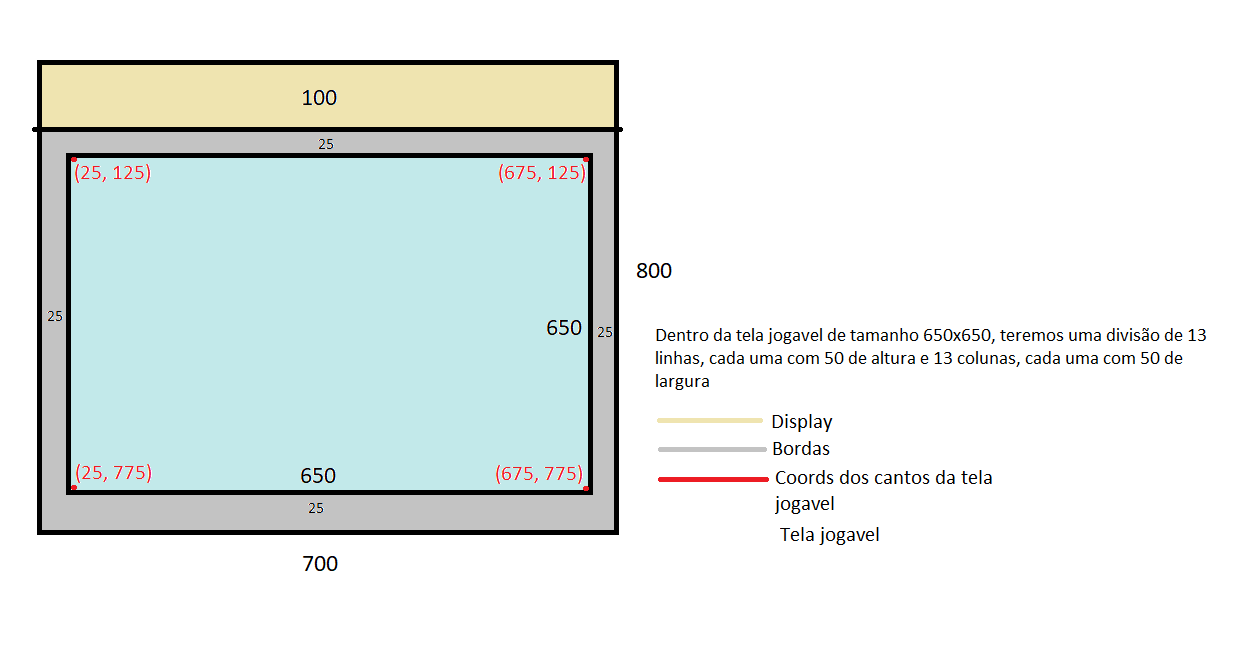 100
25
(25, 125)
(675, 125)
800
25
650
25
Dentro da tela jogavel de tamanho 650x650, teremos uma divisão de 13
linhas, cada uma com 50 de altura e 13 colunas, cada uma com 50 de
largura
Display
Bordas
(25, 775)
650
(675, 775)
Coords dos cantos da tela
jogavel
25
Tela jogavel
700